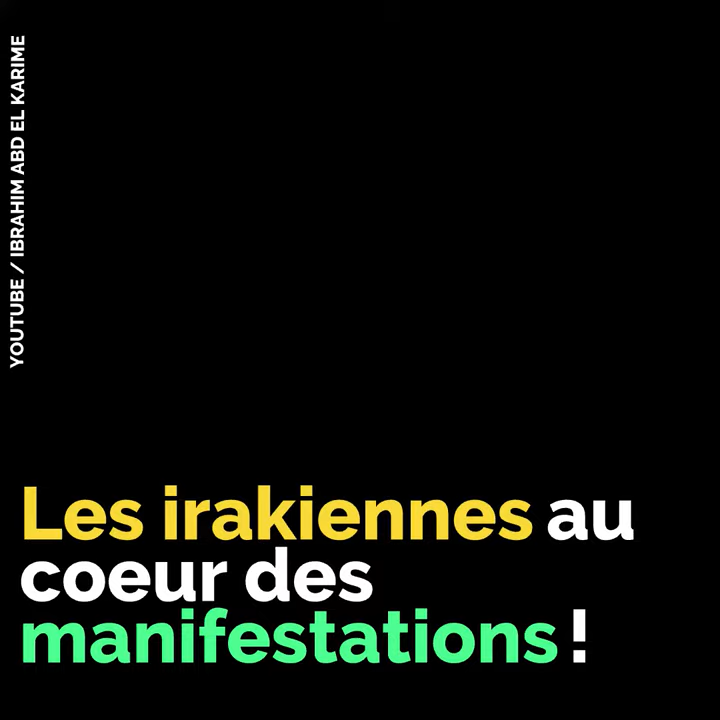 YOUTUBE / IBRAHIM ABD EL KARIME
Les irakiennes au
coeur des
manifestations !